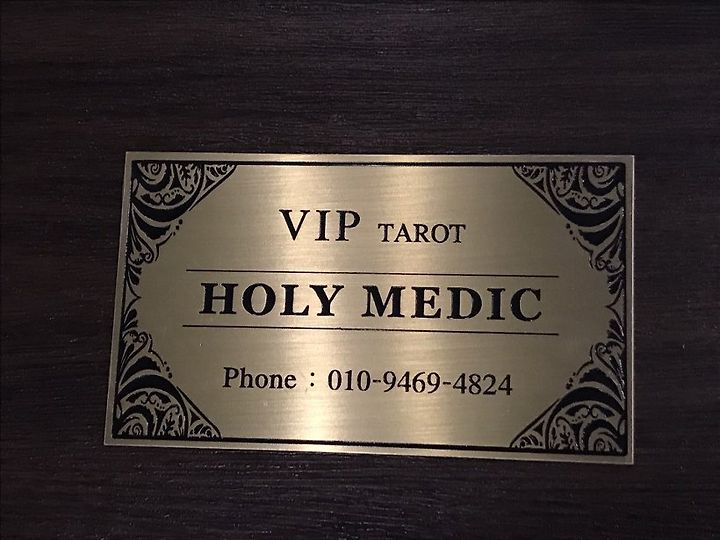 VIP TAROT
HOLY MEDIC
Phone : 010-9469-4824